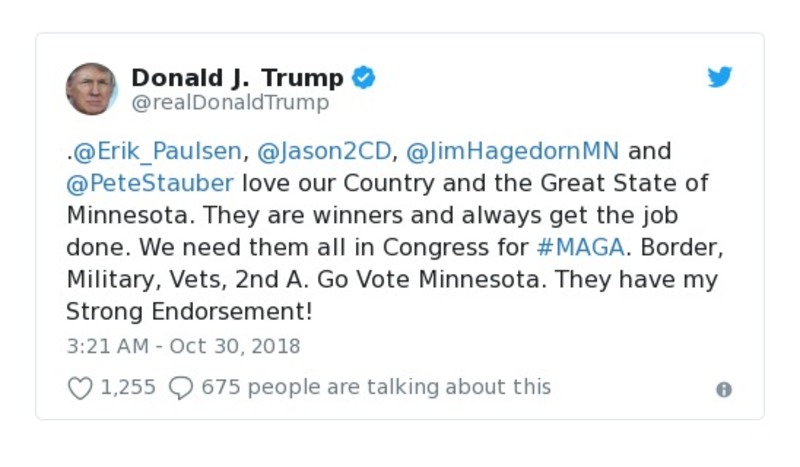 Donald J. Trump
@realDonaldTrump
.@Erik_Paulsen, @Jason2CD, @JimHagedornMN and
@PeteStauber love our Country and the Great State of
Minnesota. They are winners and always get the job
done. We need them all in Congress for #MAGA. Border,
Military, Vets, 2nd A. Go Vote Minnesota. They have my
Strong Endorsement!
3:21 AM - Oct 30, 2018
1,255 675 people are talking about this